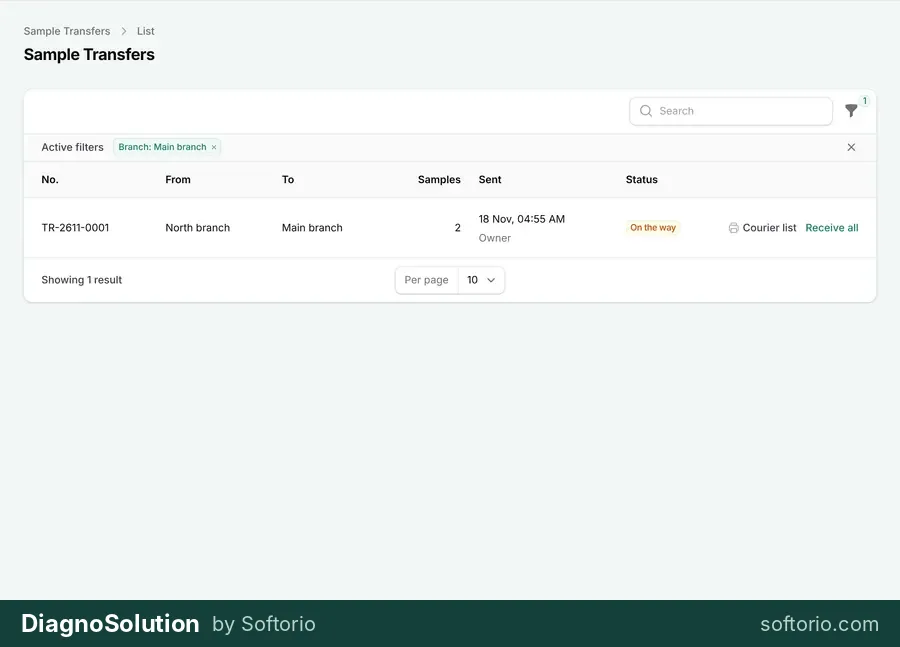 Sample Transfers > List
Sample Transfers
Search
1
Active filters Branch: Main branch ×
No. From To Samples Sent Status
TR-2611-0001 North branch Main branch 2 18 Nov, 04:55 AM On the way Courier list Receive all
Owner
Showing 1 result Per page 10
DiagnoSolution by Softorio softorio.com